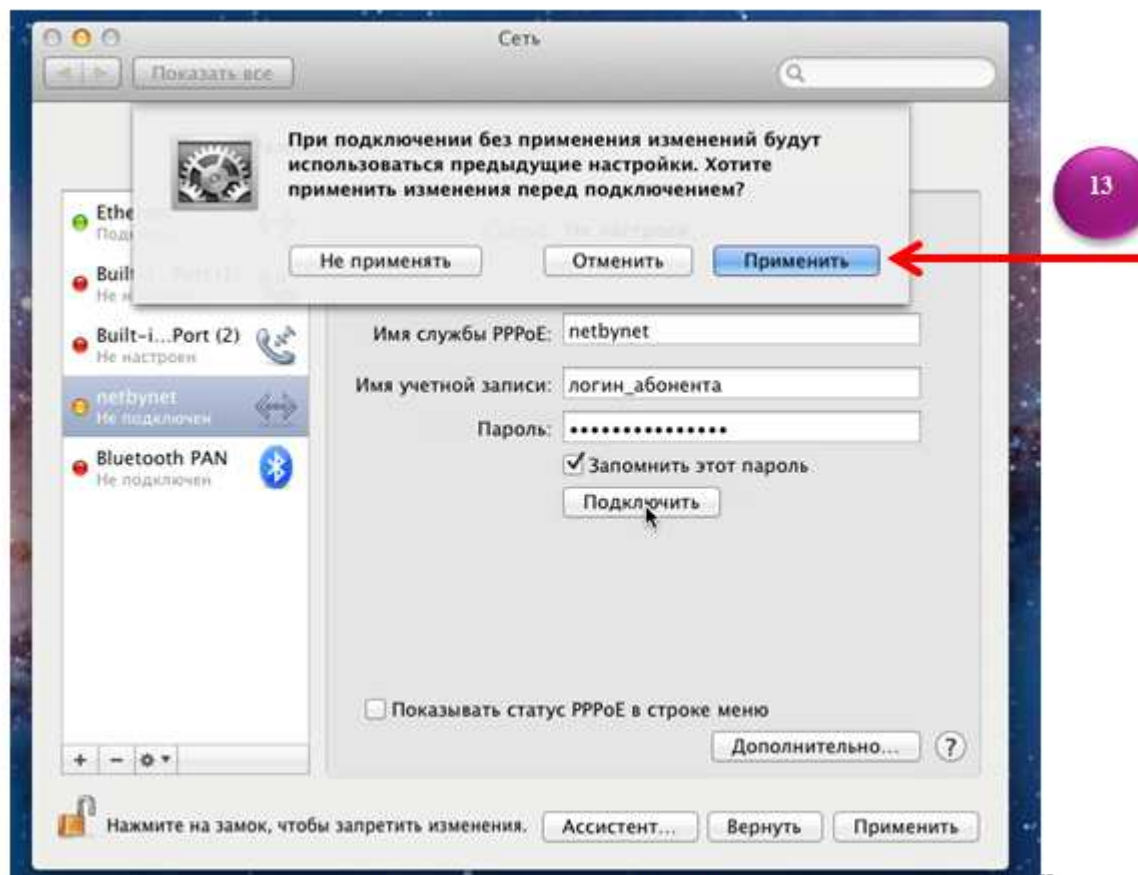 Сеть
Показать все
При подключении без применения изменений будут
использоваться предыдущие настройки. Хотите
применить изменения перед подключением?
13
Не применять
Отменить
Применить
Built-i...Port (2)
Не настроен
netbynet
Не подключен
Bluetooth PAN
Не подключен
Имя службы PPPoE: netbynet
Имя учетной записи: логин_абонента
Пароль: •••••••••••••••
Запомнить этот пароль
Подключить
Показывать статус PPPoE в строке меню
Дополнительно... ?
Нажмите на замок, чтобы запретить изменения.
Ассистент...
Вернуть
Применить